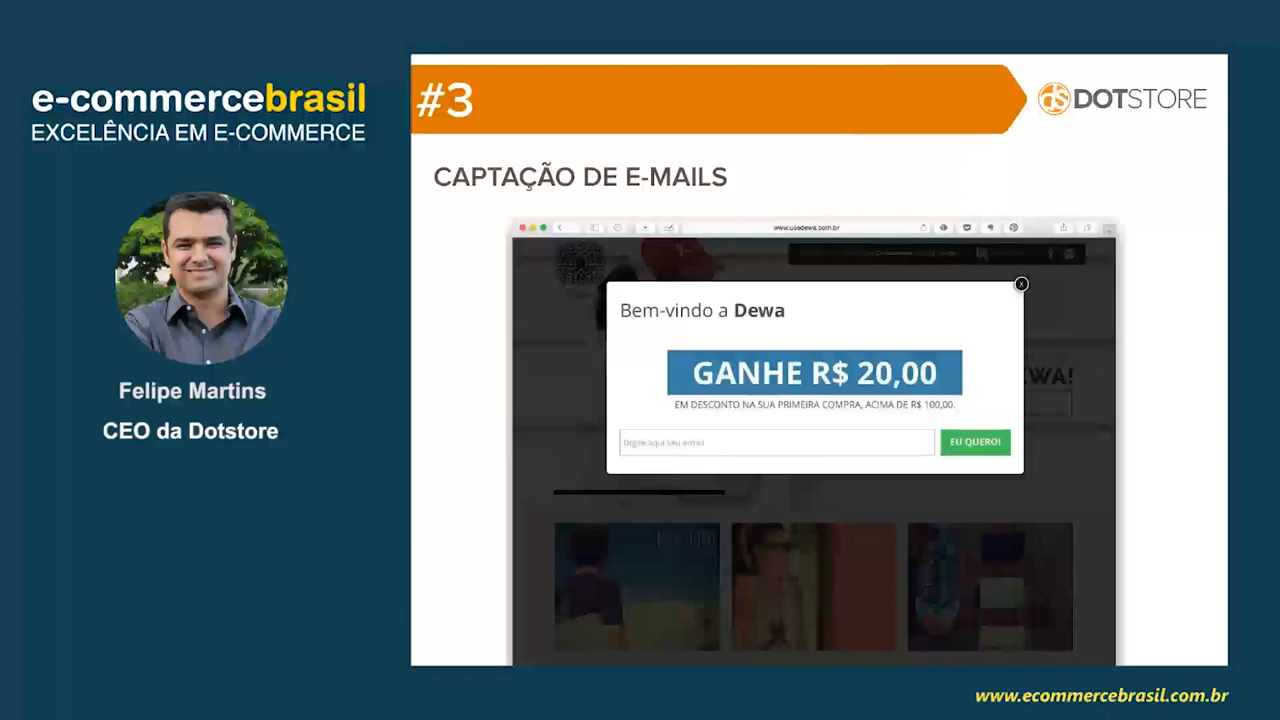 e-commercebrasil
EXCELÊNCIA EM E-COMMERCE
Felipe Martins
CEO da Dotstore
#3
DOTSTORE
CAPTAÇÃO DE E-MAILS
www.usedewa.com.br
Bem-vindo a Dewa
X
GANHE R$ 20,00
EM DESCONTO NA SUA PRIMEIRA COMPRA, ACIMA DE R$ 100,00.
Digite aqui seu email
EU QUERO!
www.ecommercebrasil.com.br